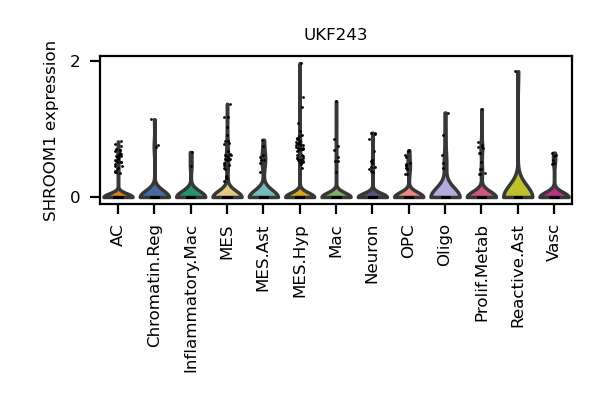 UKF243
SHROOM1 expression
2
0
AC
Chromatin.Reg
Inflammatory.Mac
MES
MES.Ast
MES.Hyp
Mac
Neuron
OPC
Oligo
Prolif.Metab
Reactive.Ast
Vasc